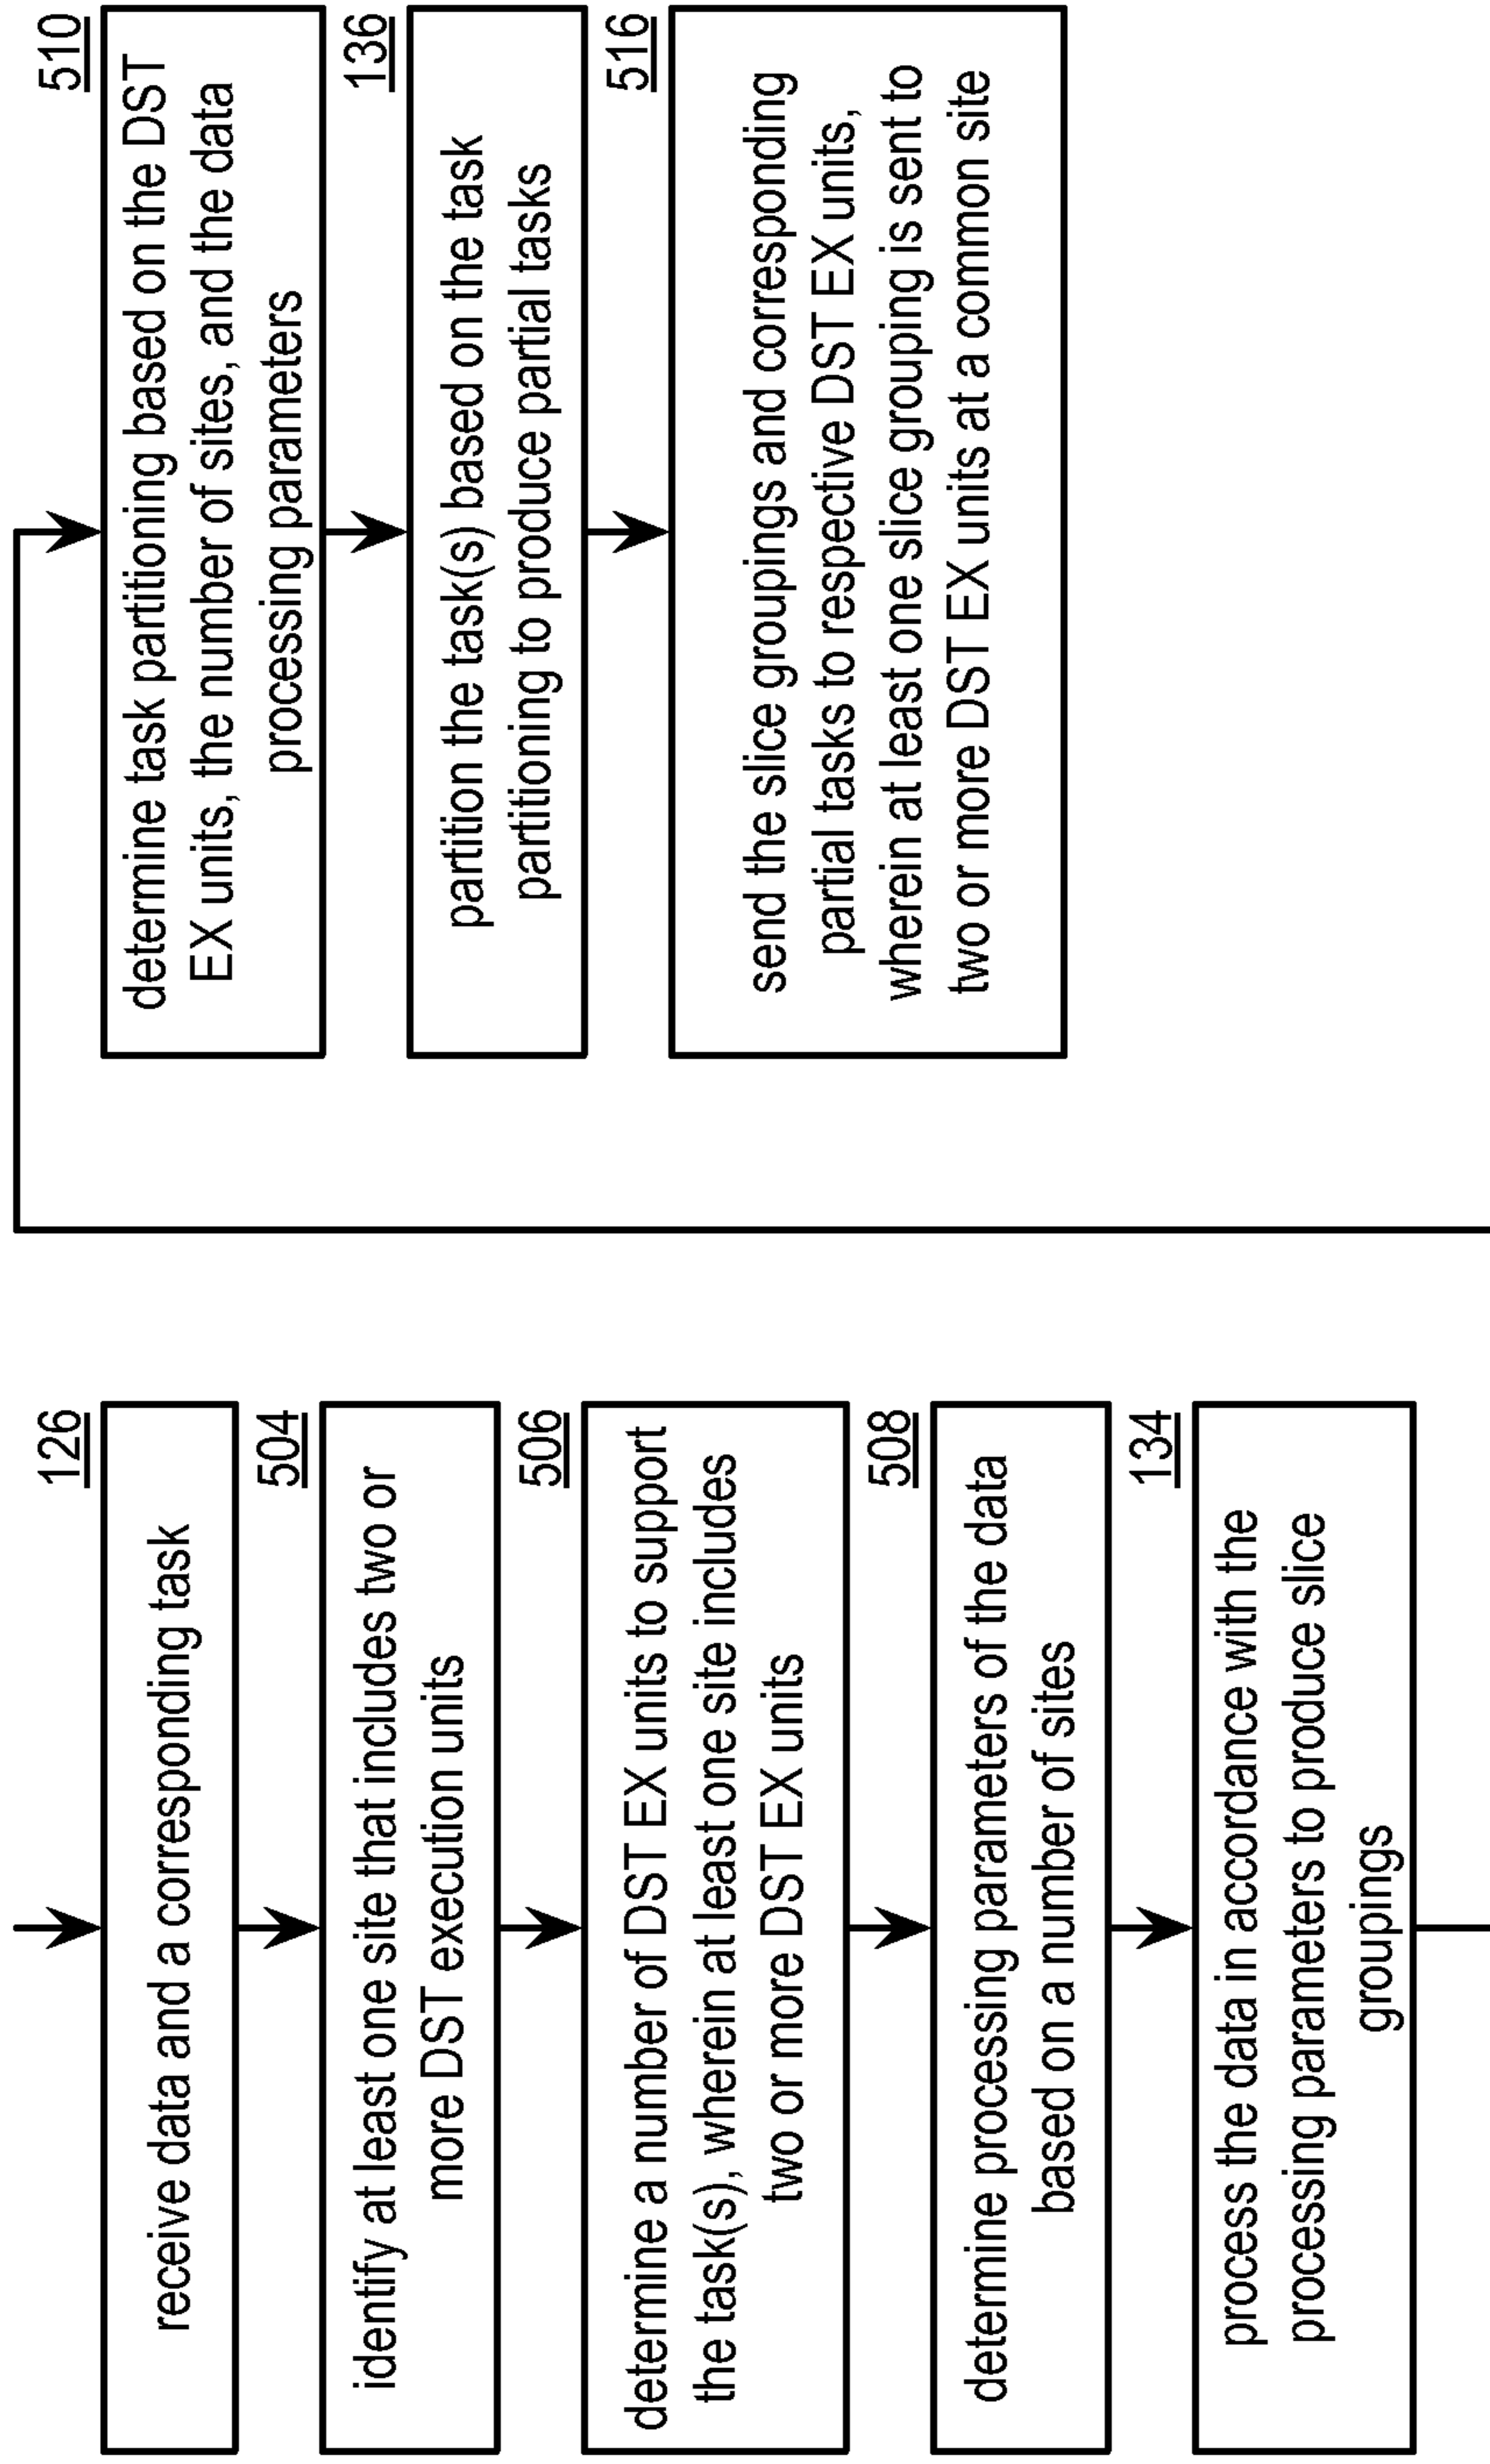 126
receive data and a corresponding task
504
identify at least one site that includes two or
more DST execution units
506
determine a number of DST EX units to support
the task(s), wherein at least one site includes
two or more DST EX units
508
determine processing parameters of the data
based on a number of sites
134
process the data in accordance with the
processing parameters to produce slice
groupings
510
determine task partitioning based on the DST
EX units, the number of sites, and the data
processing parameters
136
partition the task(s) based on the task
partitioning to produce partial tasks
516
send the slice groupings and corresponding
partial tasks to respective DST EX units,
wherein at least one slice grouping is sent to
two or more DST EX units at a common site